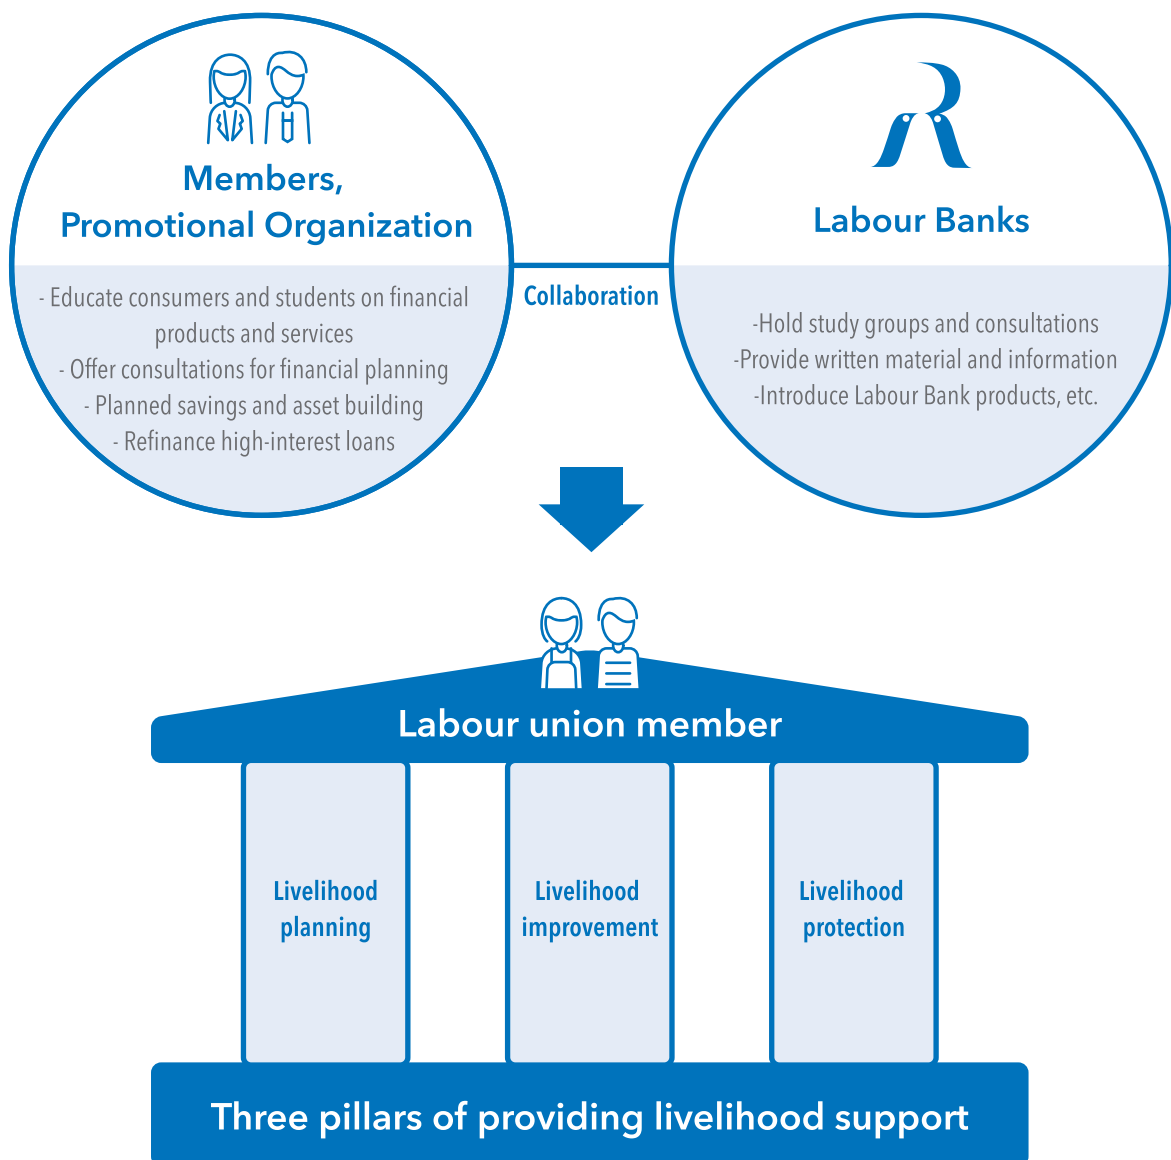 Members,
Promotional Organization
- Educate consumers and students on financial
products and services
- Offer consultations for financial planning
- Planned savings and asset building
- Refinance high-interest loans
Collaboration
Labour Banks
-Hold study groups and consultations
-Provide written material and information
-Introduce Labour Bank products, etc.
Labour union member
Livelihood
planning
Livelihood
improvement
Livelihood
protection
Three pillars of providing livelihood support